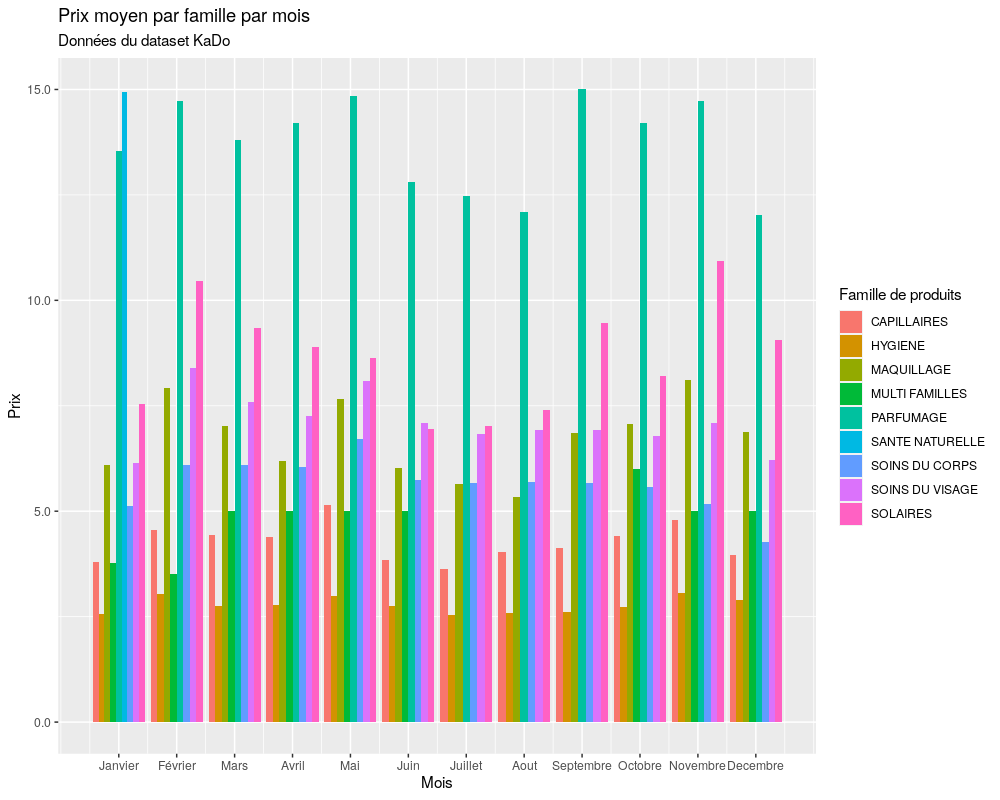 Prix moyen par famille par mois
Données du dataset KaDo
Prix
15.0
10.0
5.0
0.0
Janvier Février Mars Avril Mai Juin Juillet Aout Septembre Octobre Novembre Decembre
Mois
Famille de produits
CAPILLAIRES
HYGIENE
MAQUILLAGE
MULTI FAMILLES
PARFUMAGE
SANTE NATURELLE
SOINS DU CORPS
SOINS DU VISAGE
SOLAIRES